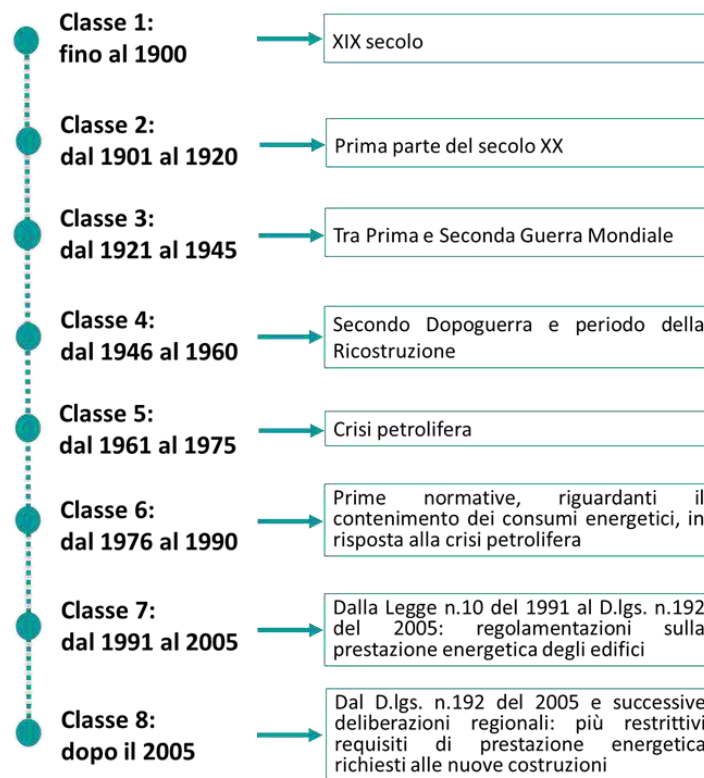 Classe 1:
fino al 1900
XIX secolo
Classe 2:
dal 1901 al 1920
Prima parte del secolo XX
Classe 3:
dal 1921 al 1945
Tra Prima e Seconda Guerra Mondiale
Classe 4:
dal 1946 al 1960
Secondo Dopoguerra e periodo della
Ricostruzione
Classe 5:
dal 1961 al 1975
Crisi petrolifera
Classe 6:
dal 1976 al 1990
Prime normative, riguardanti il
contenimento dei consumi energetici, in
risposta alla crisi petrolifera
Classe 7:
dal 1991 al 2005
Dalla Legge n.10 del 1991 al D.lgs. n.192
del 2005: regolamentazioni sulla
prestazione energetica degli edifici
Classe 8:
dopo il 2005
Dal D.lgs. n.192 del 2005 e successive
deliberazioni regionali: più restrittivi
requisiti di prestazione energetica
richiesti alle nuove costruzioni